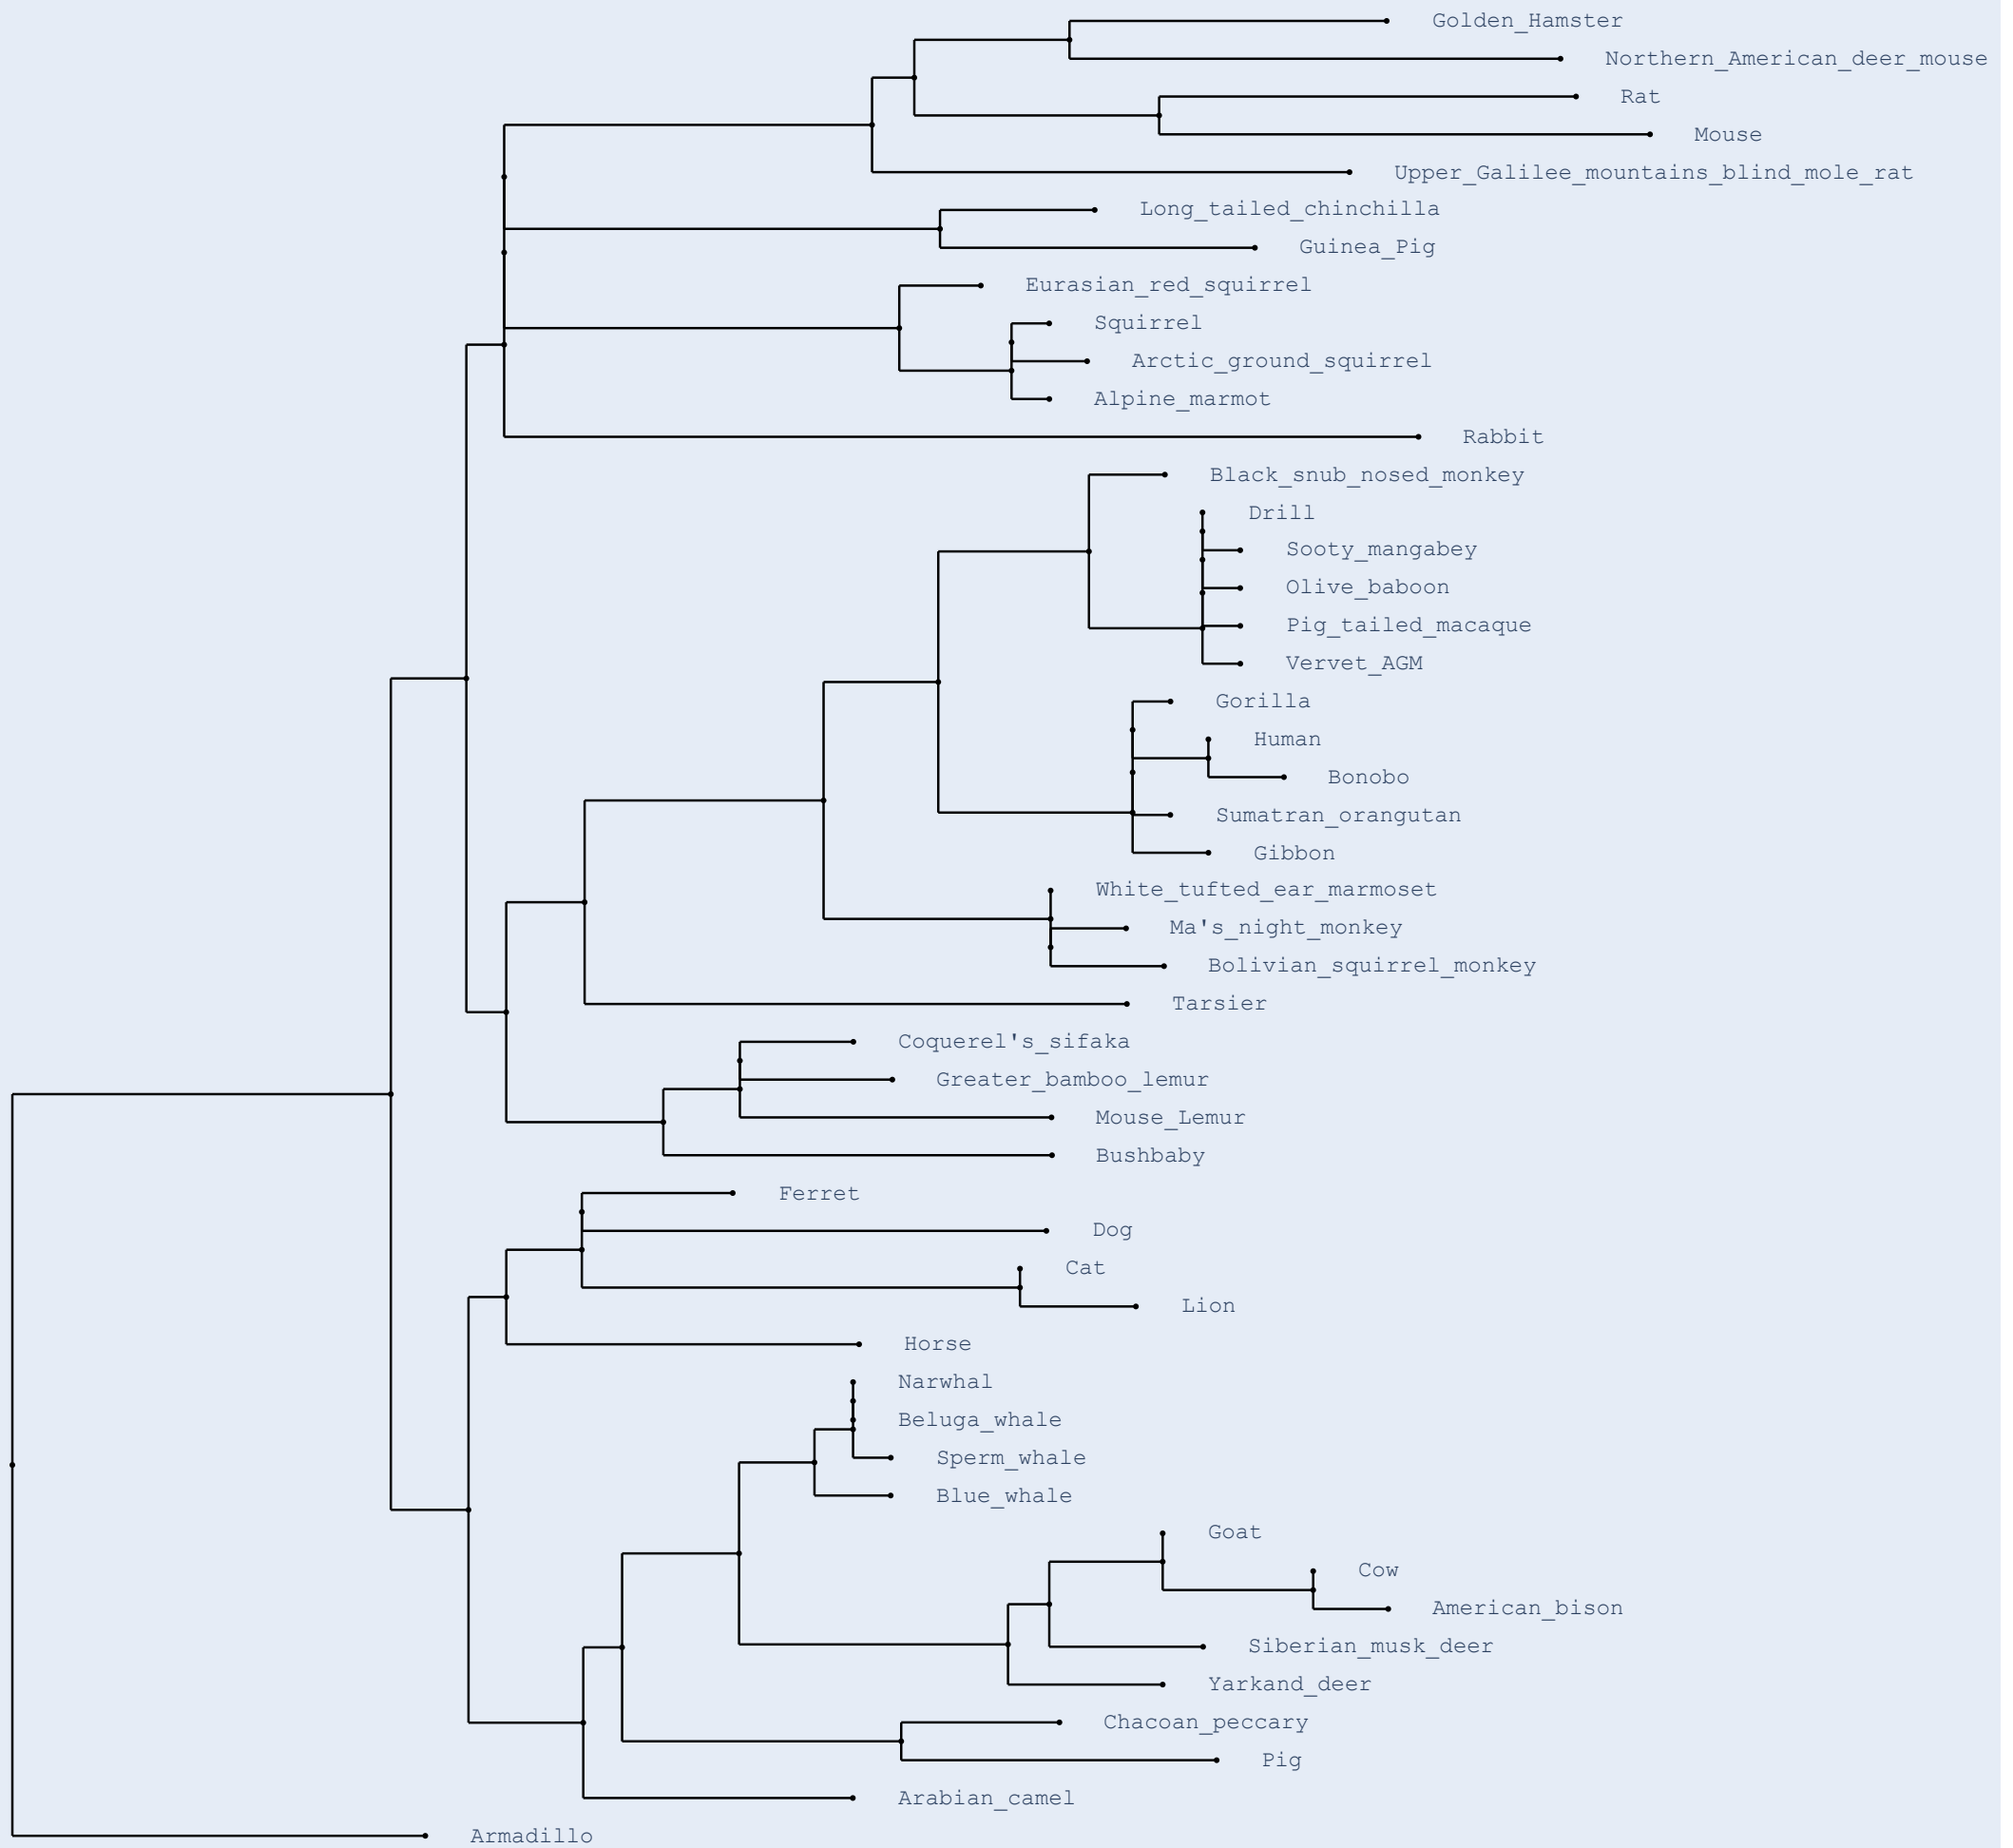 Golden_Hamster
Northern_American_deer_mouse
Rat
Mouse
Upper_Galilee_mountains_blind_mole_rat
Long_tailed_chinchilla
Guinea_Pig
Eurasian_red_squirrel
Squirrel
Arctic_ground_squirrel
Alpine_marmot
Rabbit
Black_snub_nosed_monkey
Drill
Sooty_mangabey
Olive_baboon
Pig_tailed_macaque
Vervet_AGM
Gorilla
Human
Bonobo
Sumatran_orangutan
Gibbon
White_tufted_ear_marmoset
Ma's_night_monkey
Bolivian_squirrel_monkey
Tarsier
Coquerel's_sifaka
Greater_bamboo_lemur
Mouse_Lemur
Bushbaby
Ferret
Dog
Cat
Lion
Horse
Narwhal
Beluga_whale
Sperm_whale
Blue_whale
Goat
Cow
American_bison
Siberian_musk_deer
Yarkand_deer
Chacoan_peccary
Pig
Arabian_camel
Armadillo